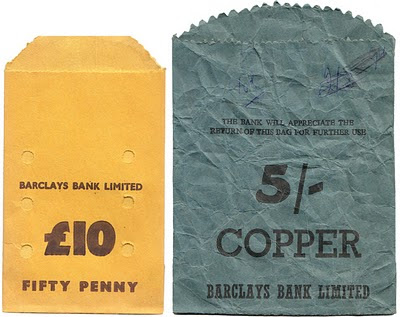 BARCLAYS BANK LIMITED
£10
FIFTY PENNY
THE BANK WILL APPRECIATE THE
RETURN OF THIS BAG FOR FURTHER USE
5/-
COPPER
BARCLAYS BANK LIMITED